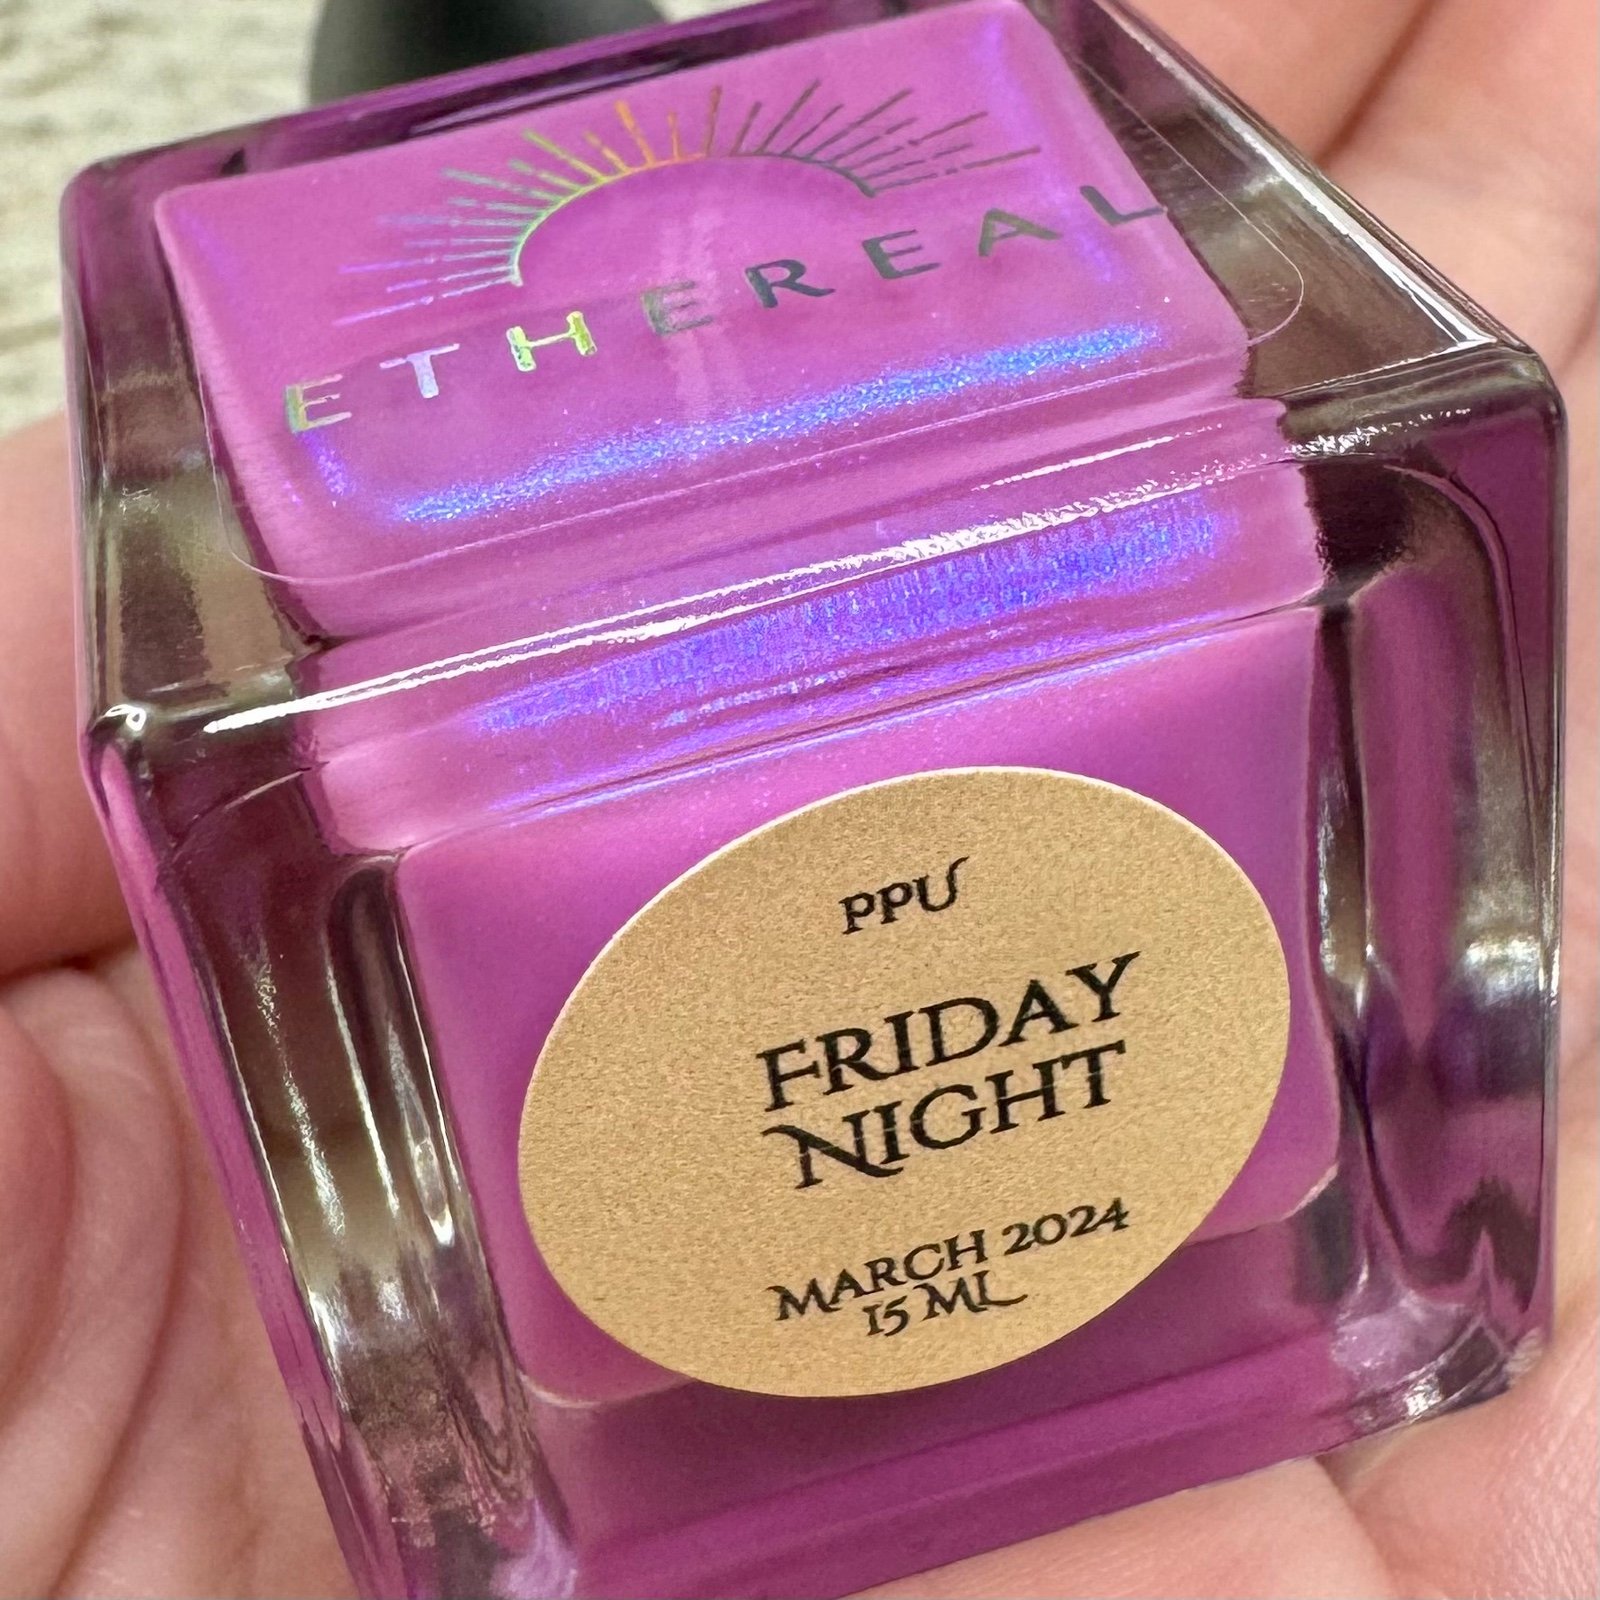 ETHEREAL
PPU
FRIDAY
NIGHT
MARCH 2024
15 ML